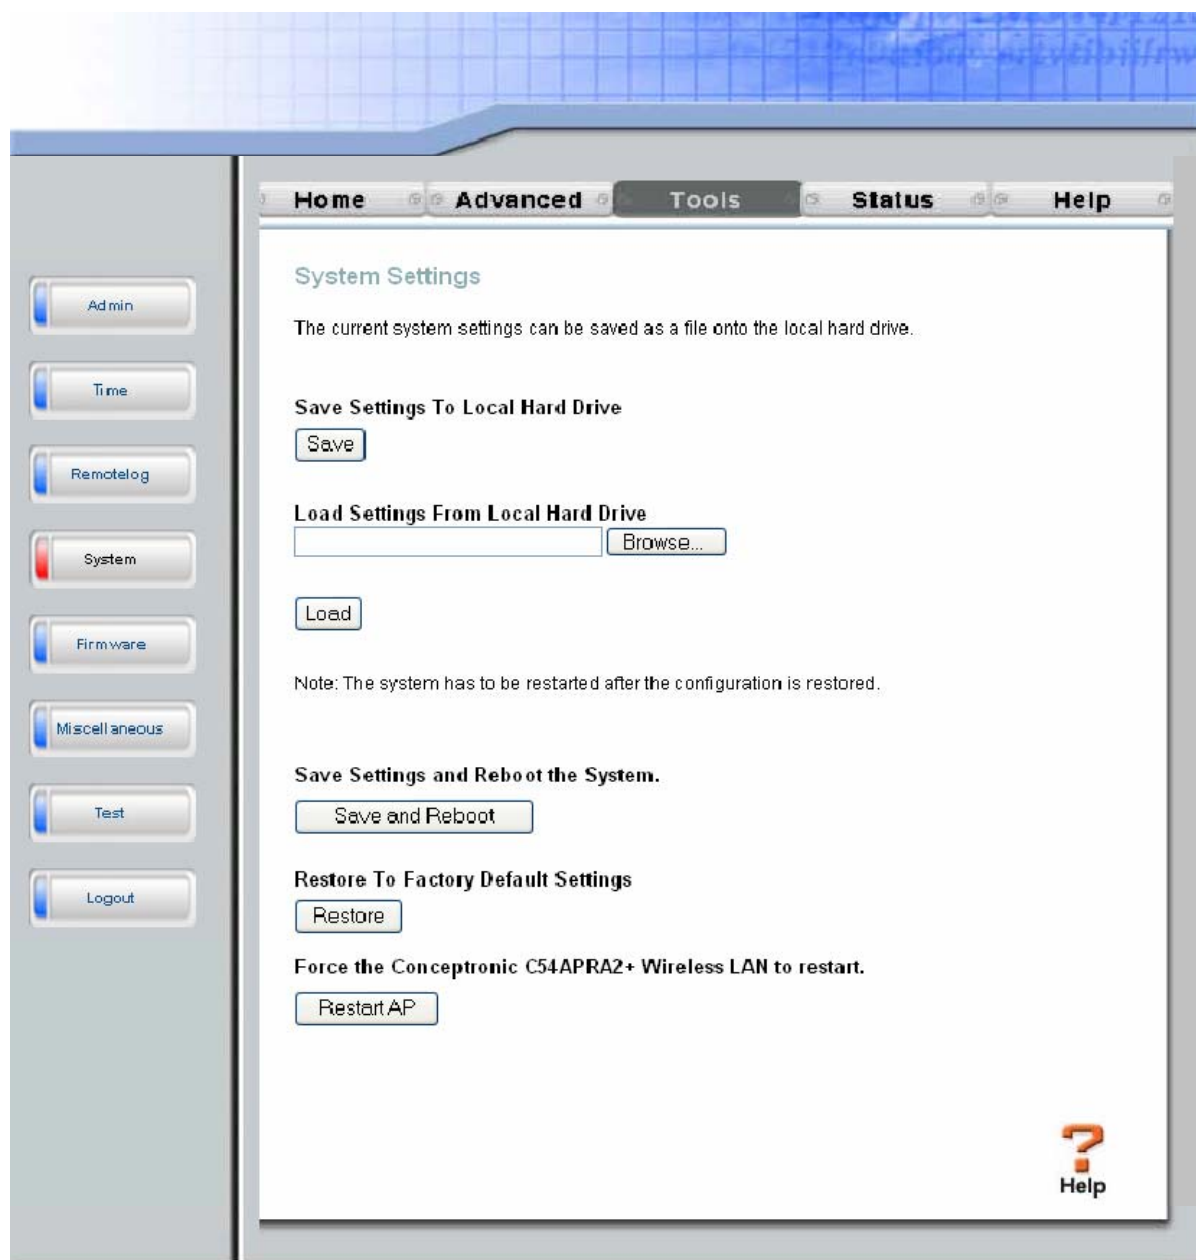 Home
Advanced
Tools
Status
Help
Admin
Time
Remotelog
System
Firmware
Miscellaneous
Test
Logout
System Settings
The current system settings can be saved as a file onto the local hard drive.
Save Settings To Local Hard Drive
Save
Load Settings From Local Hard Drive
Browse...
Load
Note: The system has to be restarted after the configuration is restored.
Save Settings and Reboot the System.
Save and Reboot
Restore To Factory Default Settings
Restore
Force the Conceptronic C54APRA2+ Wireless LAN to restart.
Restart AP
Help